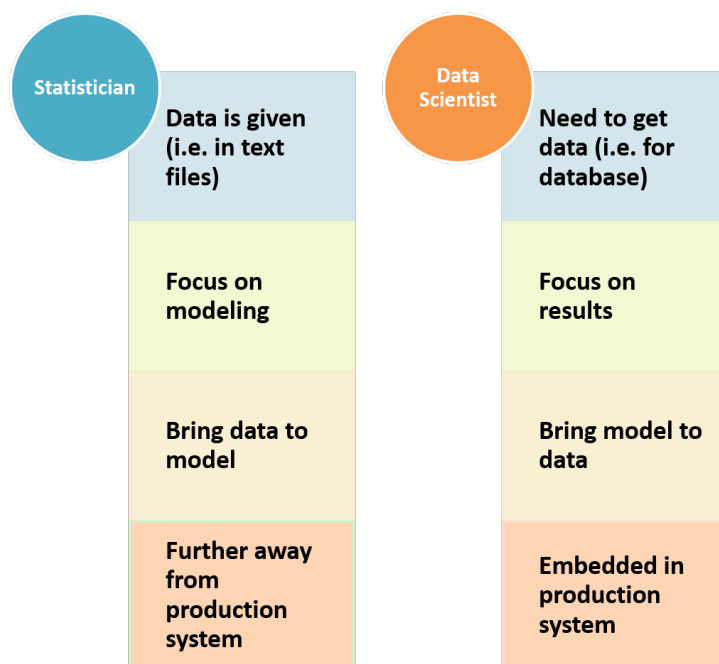 Statistician
Data is given
(i.e. in text
files)
Focus on
modeling
Bring data to
model
Further away
from
production
system
Data
Scientist
Need to get
data (i.e. for
database)
Focus on
results
Bring model to
data
Embedded in
production
system